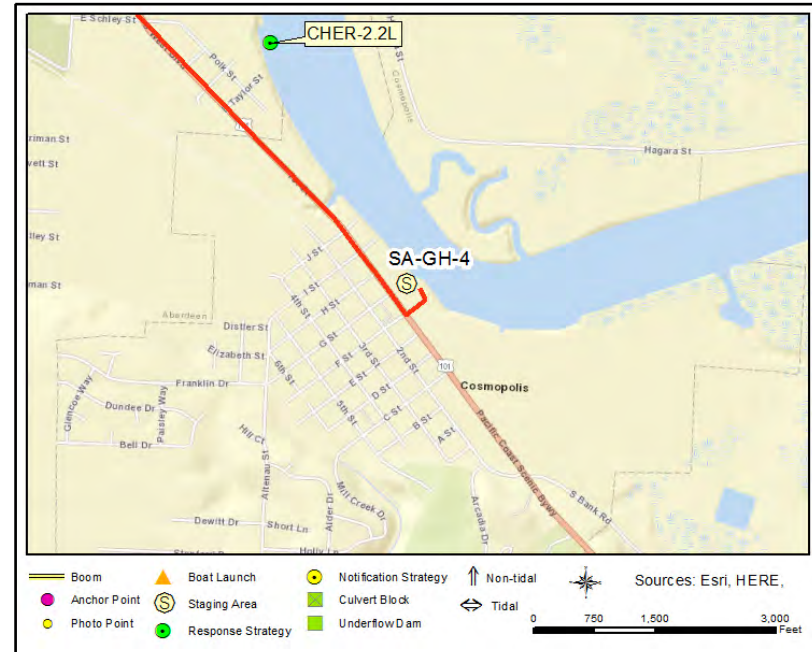 E Schley St
CHER-2.2L
Polk St
Taylor St
Cosmopolis
Hagara St
SA-GH-4
J St
I St
H St
G St
F St
E St
D St
C St
B St
A St
2nd St
3rd St
4th St
5th St
6th St
Aberdeen
Distler St
Elizabeth St
Franklin Dr
Glencoe Way
Dundee Dr
Paisley Way
Bell Dr
101
Cosmopolis
Pacific Coast Scenic Bywy
S Bank Rd
Hill Ct
Altenau St
Mill Creek Dr
Alder Dr
Arcadia Dr
Dewitt Dr
Short Ln
Holly Ln
Boom
Boat Launch
Notification Strategy
Non-tidal
Sources: Esri, HERE,
Anchor Point
S
Staging Area
Culvert Block
Tidal
Photo Point
Response Strategy
Underflow Dam
0 750 1,500 3,000
Feet